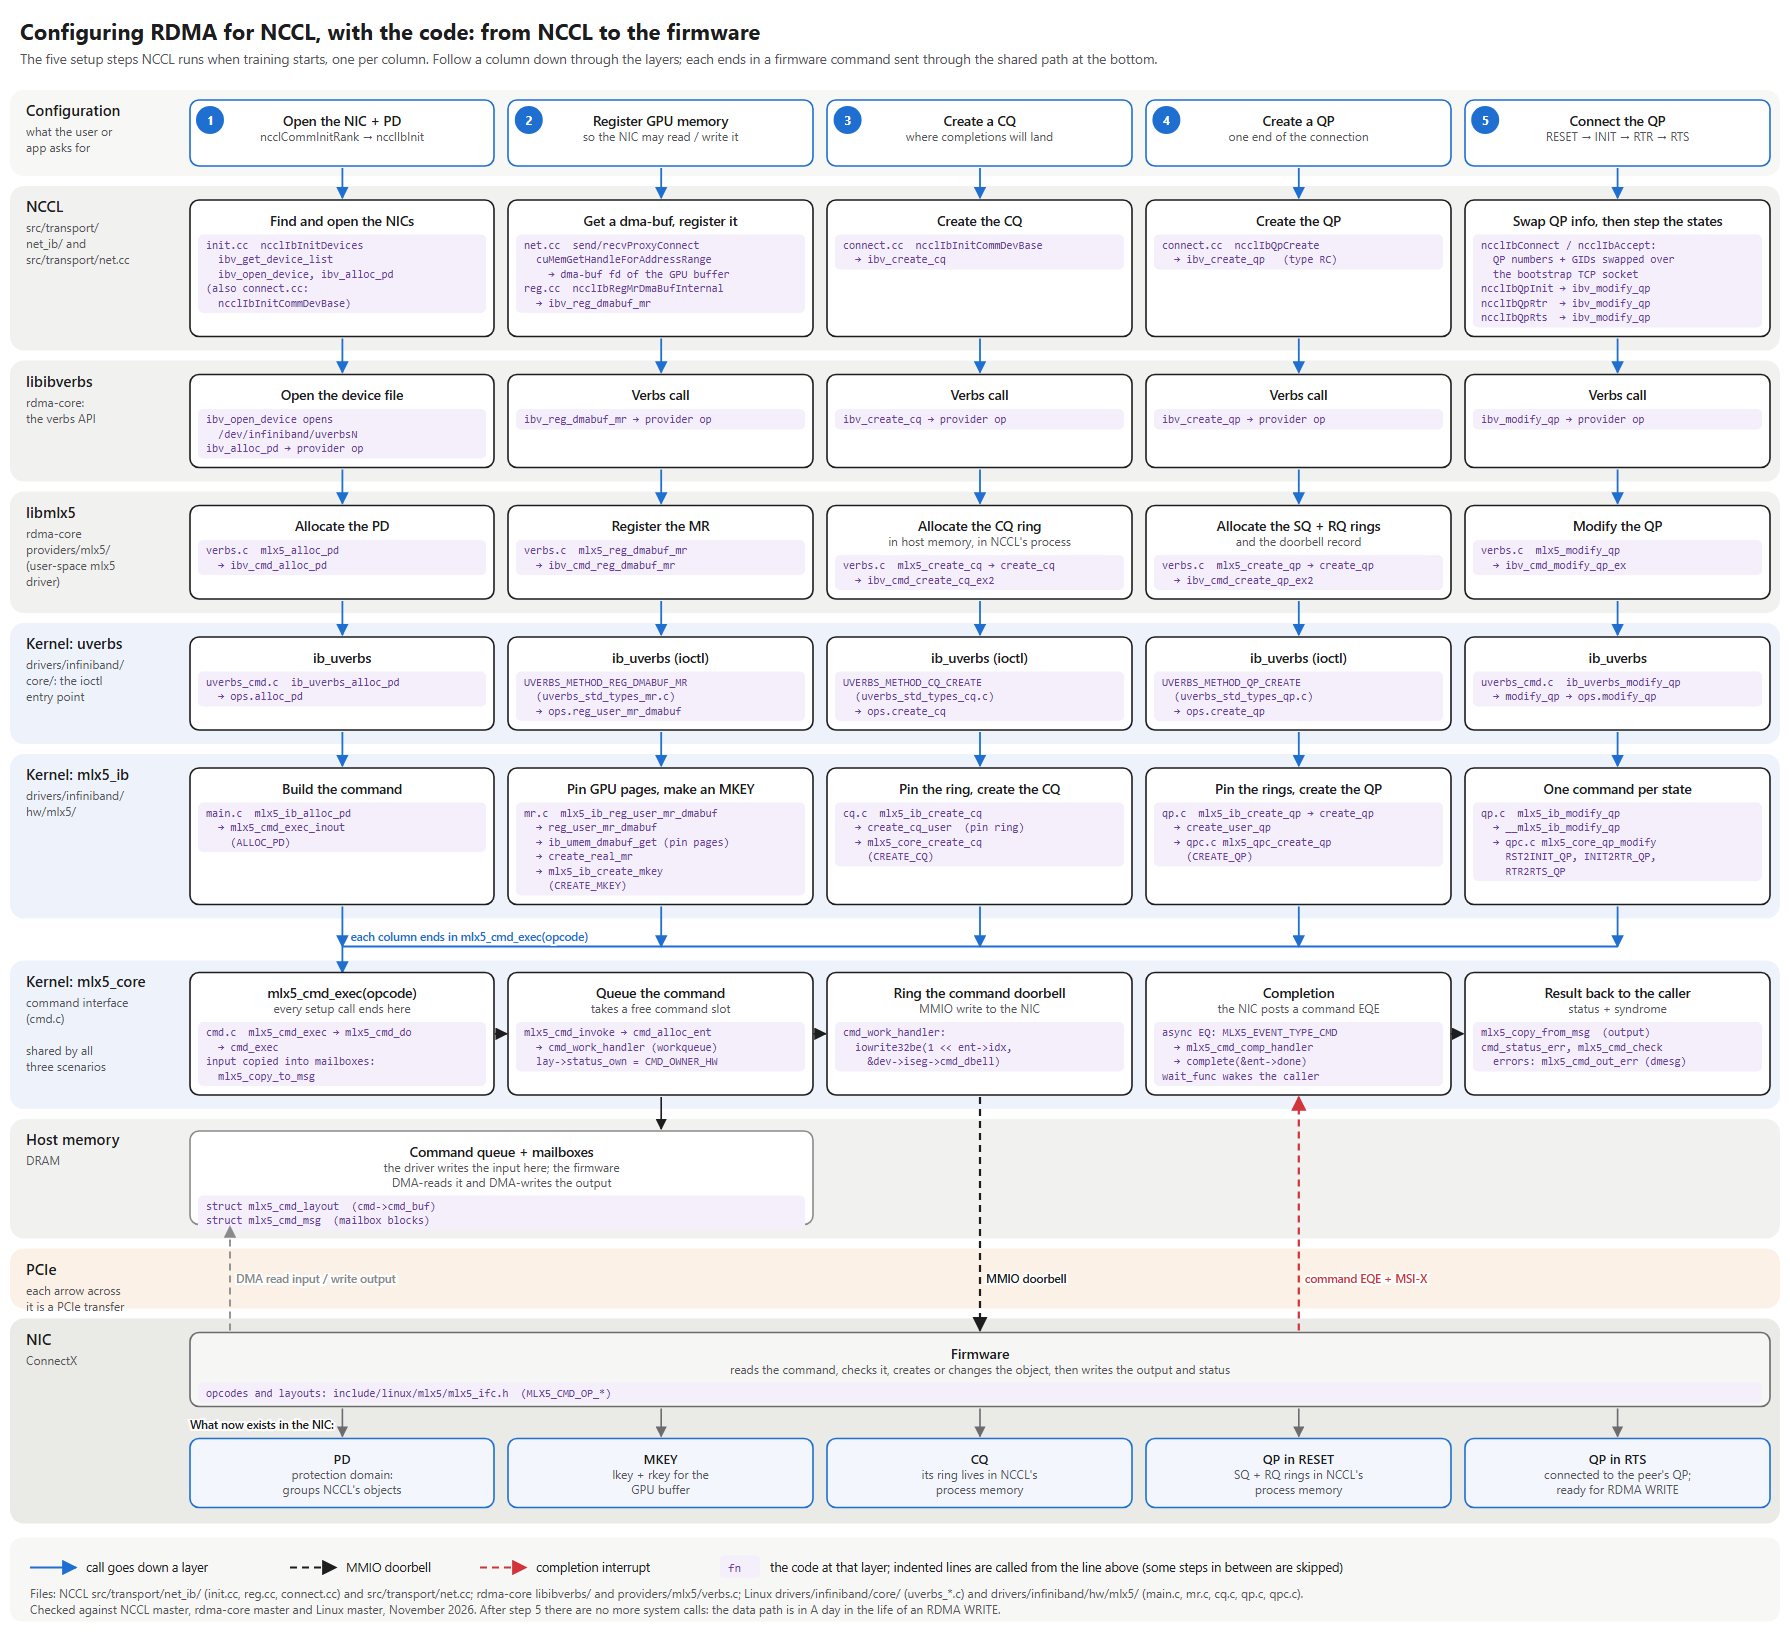 Configuring RDMA for NCCL, with the code: from NCCL to the firmware
The five setup steps NCCL runs when training starts, one per column. Follow a column down through the layers; each ends in a firmware command sent through the shared path at the bottom.
Configuration
what the user or
app asks for
1
Open the NIC + PD
ncclCommInitRank → ncclIbInit
2
Register GPU memory
so the NIC may read / write it
3
Create a CQ
where completions will land
4
Create a QP
one end of the connection
5
Connect the QP
RESET → INIT → RTR → RTS
NCCL
src/transport/
net_ib/ and
src/transport/net.cc
Find and open the NICs
init.cc  ncclIbInitDevices
ibv_get_device_list
ibv_open_device, ibv_alloc_pd
(also connect.cc:
ncclIbInitCommDevBase)
Get a dma-buf, register it
net.cc  send/recvProxyConnect
cuMemGetHandleForAddressRange
→ dma-buf fd of the GPU buffer
reg.cc  ncclIbRegMrDmaBufInternal
→ ibv_reg_dmabuf_mr
Create the CQ
connect.cc  ncclIbInitCommDevBase
→ ibv_create_cq
Create the QP
connect.cc  ncclIbQpCreate
→ ibv_create_qp   (type RC)
Swap QP info, then step the states
ncclIbConnect / ncclIbAccept:
QP numbers + GIDs swapped over
the bootstrap TCP socket
ncclIbQpInit → ibv_modify_qp
ncclIbQpRtr  → ibv_modify_qp
ncclIbQpRts  → ibv_modify_qp
libibverbs
rdma-core:
the verbs API
Open the device file
ibv_open_device opens
/dev/infiniband/uverbsN
ibv_alloc_pd → provider op
Verbs call
ibv_reg_dmabuf_mr → provider op
Verbs call
ibv_create_cq → provider op
Verbs call
ibv_create_qp → provider op
Verbs call
ibv_modify_qp → provider op
libmlx5
rdma-core
providers/mlx5/
(user-space mlx5
driver)
Allocate the PD
verbs.c  mlx5_alloc_pd
→ ibv_cmd_alloc_pd
Register the MR
verbs.c  mlx5_reg_dmabuf_mr
→ ibv_cmd_reg_dmabuf_mr
Allocate the CQ ring
in host memory, in NCCL's process
verbs.c  mlx5_create_cq → create_cq
→ ibv_cmd_create_cq_ex2
Allocate the SQ + RQ rings
and the doorbell record
verbs.c  mlx5_create_qp → create_qp
→ ibv_cmd_create_qp_ex2
Modify the QP
verbs.c  mlx5_modify_qp
→ ibv_cmd_modify_qp_ex
Kernel: uverbs
drivers/infiniband/
core/: the ioctl
entry point
ib_uverbs
uverbs_cmd.c  ib_uverbs_alloc_pd
→ ops.alloc_pd
ib_uverbs (ioctl)
UVERBS_METHOD_REG_DMABUF_MR
(uverbs_std_types_mr.c)
→ ops.reg_user_mr_dmabuf
ib_uverbs (ioctl)
UVERBS_METHOD_CQ_CREATE
(uverbs_std_types_cq.c)
→ ops.create_cq
ib_uverbs (ioctl)
UVERBS_METHOD_QP_CREATE
(uverbs_std_types_qp.c)
→ ops.create_qp
ib_uverbs
uverbs_cmd.c  ib_uverbs_modify_qp
→ modify_qp → ops.modify_qp
Kernel: mlx5_ib
drivers/infiniband/
hw/mlx5/
Build the command
main.c  mlx5_ib_alloc_pd
→ mlx5_cmd_exec_inout
(ALLOC_PD)
Pin GPU pages, make an MKEY
mr.c  mlx5_ib_reg_user_mr_dmabuf
→ reg_user_mr_dmabuf
→ ib_umem_dmabuf_get (pin pages)
→ create_real_mr
→ mlx5_ib_create_mkey
(CREATE_MKEY)
Pin the ring, create the CQ
cq.c  mlx5_ib_create_cq
→ create_cq_user  (pin ring)
→ mlx5_core_create_cq
(CREATE_CQ)
Pin the rings, create the QP
qp.c  mlx5_ib_create_qp → create_qp
→ create_user_qp
→ qpc.c mlx5_qpc_create_qp
(CREATE_QP)
One command per state
qp.c  mlx5_ib_modify_qp
→ __mlx5_ib_modify_qp
→ qpc.c mlx5_core_qp_modify
RST2INIT_QP, INIT2RTR_QP,
RTR2RTS_QP
each column ends in mlx5_cmd_exec(opcode)
Kernel: mlx5_core
command interface
(cmd.c)
shared by all
three scenarios
mlx5_cmd_exec(opcode)
every setup call ends here
cmd.c  mlx5_cmd_exec → mlx5_cmd_do
→ cmd_exec
input copied into mailboxes:
mlx5_copy_to_msg
Queue the command
takes a free command slot
mlx5_cmd_invoke → cmd_alloc_ent
→ cmd_work_handler (workqueue)
lay->status_own = CMD_OWNER_HW
Ring the command doorbell
MMIO write to the NIC
cmd_work_handler:
iowrite32be(1 << ent->idx,
&dev->iseg->cmd_dbell)
Completion
the NIC posts a command EQE
async EQ: MLX5_EVENT_TYPE_CMD
→ mlx5_cmd_comp_handler
→ complete(&ent->done)
wait_func wakes the caller
Result back to the caller
status + syndrome
mlx5_copy_from_msg  (output)
cmd_status_err, mlx5_cmd_check
errors: mlx5_cmd_out_err (dmesg)
Host memory
DRAM
Command queue + mailboxes
the driver writes the input here; the firmware
DMA-reads it and DMA-writes the output
struct mlx5_cmd_layout  (cmd->cmd_buf)
struct mlx5_cmd_msg  (mailbox blocks)
PCIe
each arrow across
it is a PCIe transfer
DMA read input / write output
MMIO doorbell
command EQE + MSI-X
NIC
ConnectX
Firmware
reads the command, checks it, creates or changes the object, then writes the output and status
opcodes and layouts: include/linux/mlx5/mlx5_ifc.h  (MLX5_CMD_OP_*)
What now exists in the NIC:
PD
protection domain:
groups NCCL's objects
MKEY
lkey + rkey for the
GPU buffer
CQ
its ring lives in NCCL's
process memory
QP in RESET
SQ + RQ rings in NCCL's
process memory
QP in RTS
connected to the peer's QP;
ready for RDMA WRITE
call goes down a layer
MMIO doorbell
completion interrupt
fn
the code at that layer; indented lines are called from the line above (some steps in between are skipped)
Files: NCCL src/transport/net_ib/ (init.cc, reg.cc, connect.cc) and src/transport/net.cc; rdma-core libibverbs/ and providers/mlx5/verbs.c; Linux drivers/infiniband/core/ (uverbs_*.c) and drivers/infiniband/hw/mlx5/ (main.c, mr.c, cq.c, qp.c, qpc.c).
Checked against NCCL master, rdma-core master and Linux master, November 2026. After step 5 there are no more system calls: the data path is in A day in the life of an RDMA WRITE.